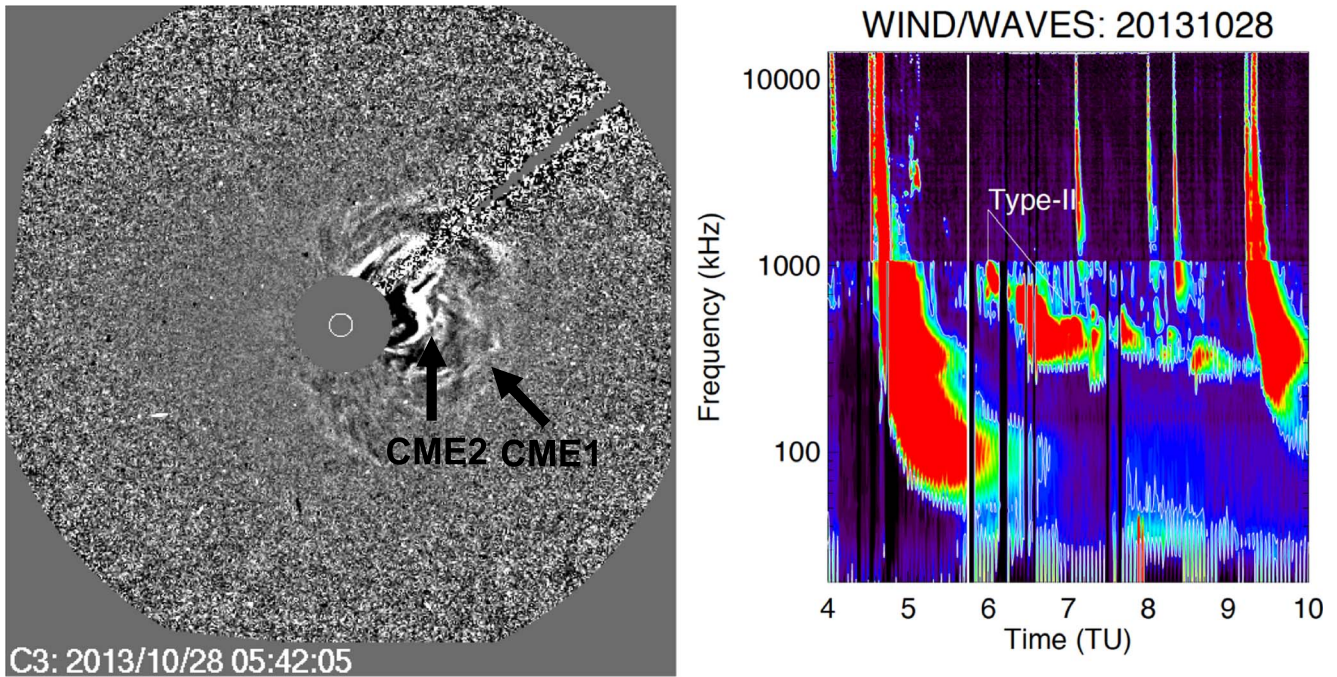 CME2 CME1
C3: 2013/10/28 05:42:05
WIND/WAVES: 20131028
10000
Type-II
1000
Frequency (kHz)
100
4 5 6 7 8 9 10
Time (TU)